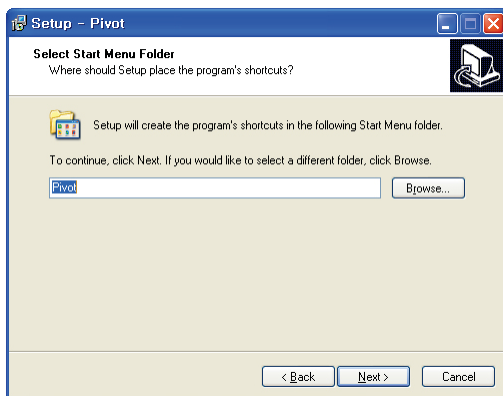 Setup - Pivot
Select Start Menu Folder
Where should Setup place the program's shortcuts?
Setup will create the program's shortcuts in the following Start Menu folder.
To continue, click Next. If you would like to select a different folder, click Browse.
Pivot
Browse...
< Back
Next >
Cancel